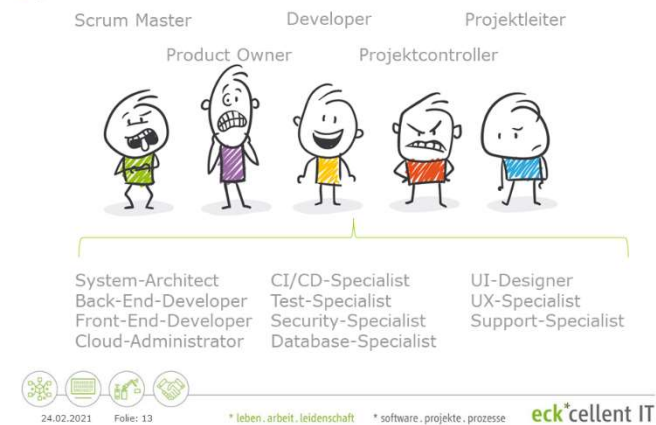 Scrum Master Developer Projektleiter
Product Owner Projektcontroller
System-Architect CI/CD-Specialist UI-Designer
Back-End-Developer Test-Specialist UX-Specialist
Front-End-Developer Security-Specialist Support-Specialist
Cloud-Administrator Database-Specialist
24.02.2021 Folie: 13 * leben.arbeit.leidenschaft * software.projekte.prozesse eck*cellent IT